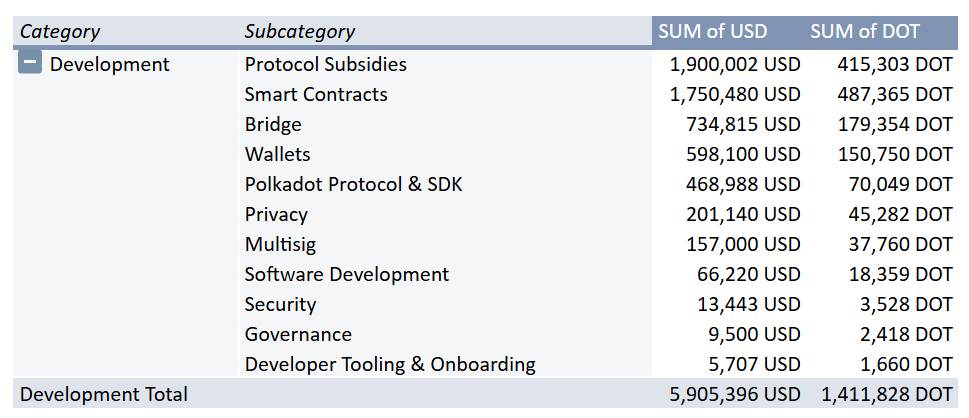 Category Subcategory SUM of USD SUM of DOT
Development Protocol Subsidies 1,900,002 USD 415,303 DOT
Smart Contracts 1,750,480 USD 487,365 DOT
Bridge 734,815 USD 179,354 DOT
Wallets 598,100 USD 150,750 DOT
Polkadot Protocol & SDK 468,988 USD 70,049 DOT
Privacy 201,140 USD 45,282 DOT
Multisig 157,000 USD 37,760 DOT
Software Development 66,220 USD 18,359 DOT
Security 13,443 USD 3,528 DOT
Governance 9,500 USD 2,418 DOT
Developer Tooling & Onboarding 5,707 USD 1,660 DOT
Development Total 5,905,396 USD 1,411,828 DOT